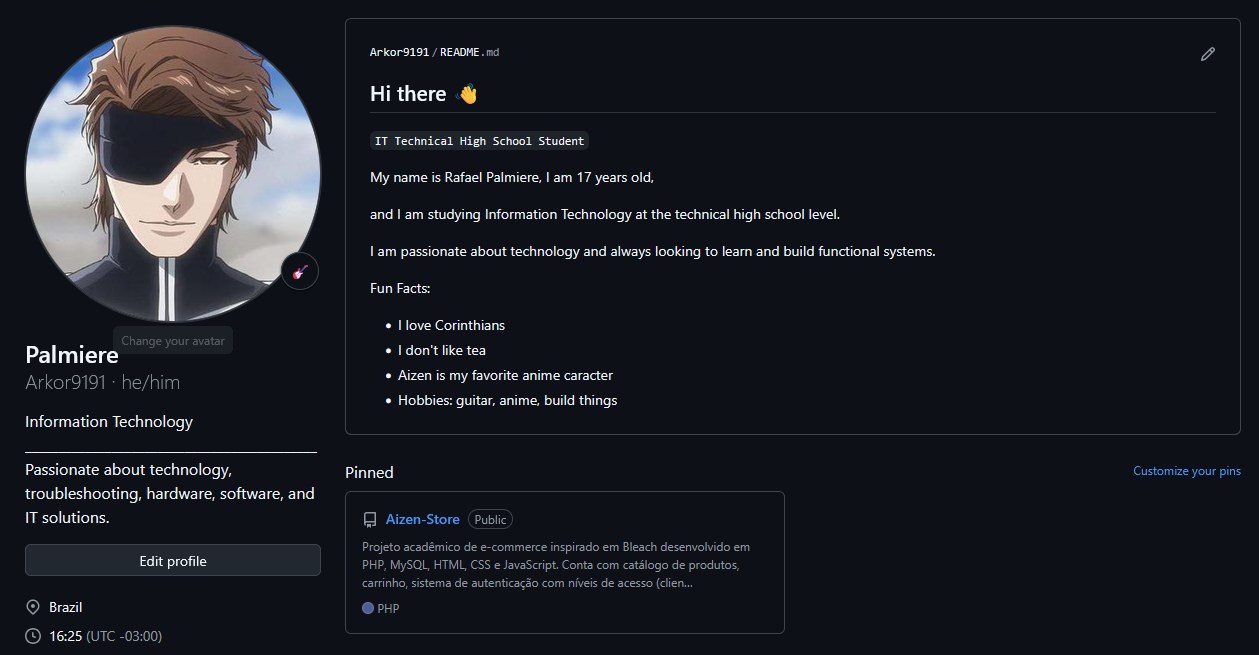 Arkor9191 / README.md
Hi there 👋
IT Technical High School Student
My name is Rafael Palmiere, I am 17 years old,
and I am studying Information Technology at the technical high school level.
I am passionate about technology and always looking to learn and build functional systems.
Fun Facts:
• I love Corinthians
• I don't like tea
• Aizen is my favorite anime caracter
• Hobbies: guitar, anime, build things
Change your avatar
Palmiere
Arkor9191 · he/him
Information Technology
Passionate about technology,
troubleshooting, hardware, software, and
IT solutions.
Edit profile
Brazil
16:25 (UTC -03:00)
Pinned
Customize your pins
Aizen-Store Public
Projeto acadêmico de e-commerce inspirado em Bleach desenvolvido em
PHP, MySQL, HTML, CSS e JavaScript. Conta com catálogo de produtos,
carrinho, sistema de autenticação com níveis de acesso (clien...
PHP